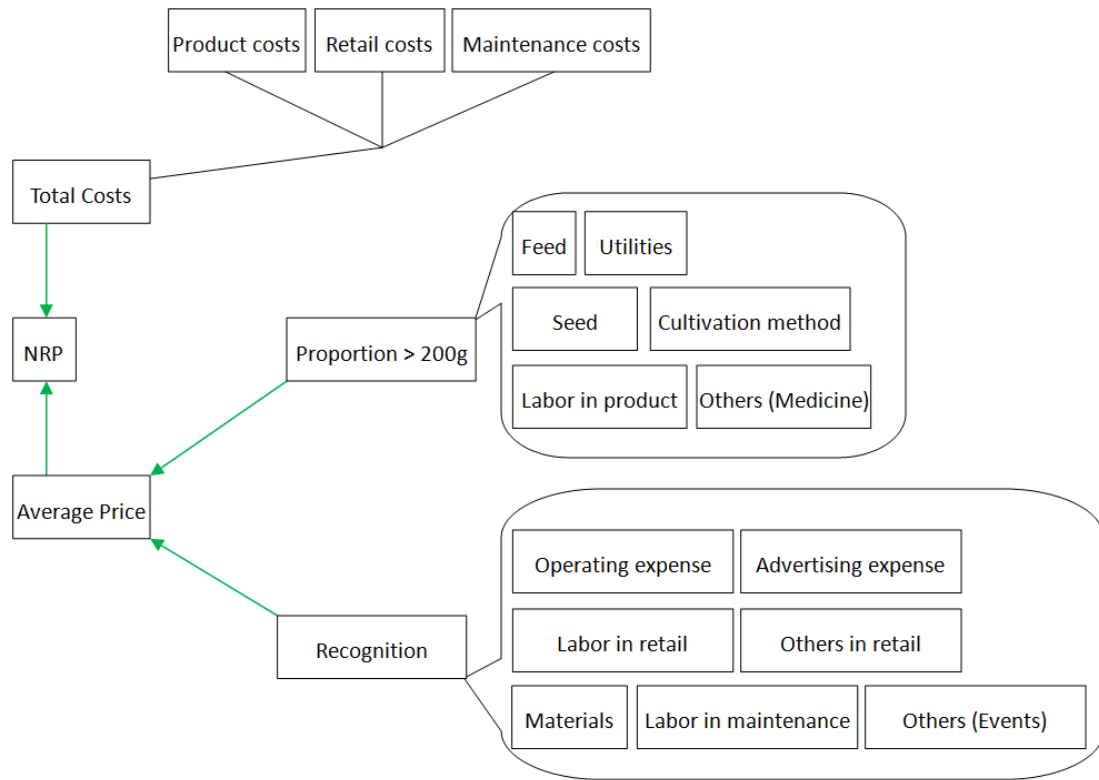 Product costs
Retail costs
Maintenance costs
Total Costs
Feed
Utilities
NRP
Proportion > 200g
Seed
Cultivation method
Labor in product
Others (Medicine)
Average Price
Operating expense
Advertising expense
Recognition
Labor in retail
Others in retail
Materials
Labor in maintenance
Others (Events)